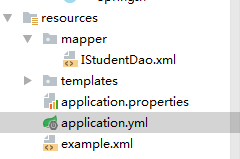 resources
mapper
IStudentDao.xml
templates
application.properties
application.yml
example.xml